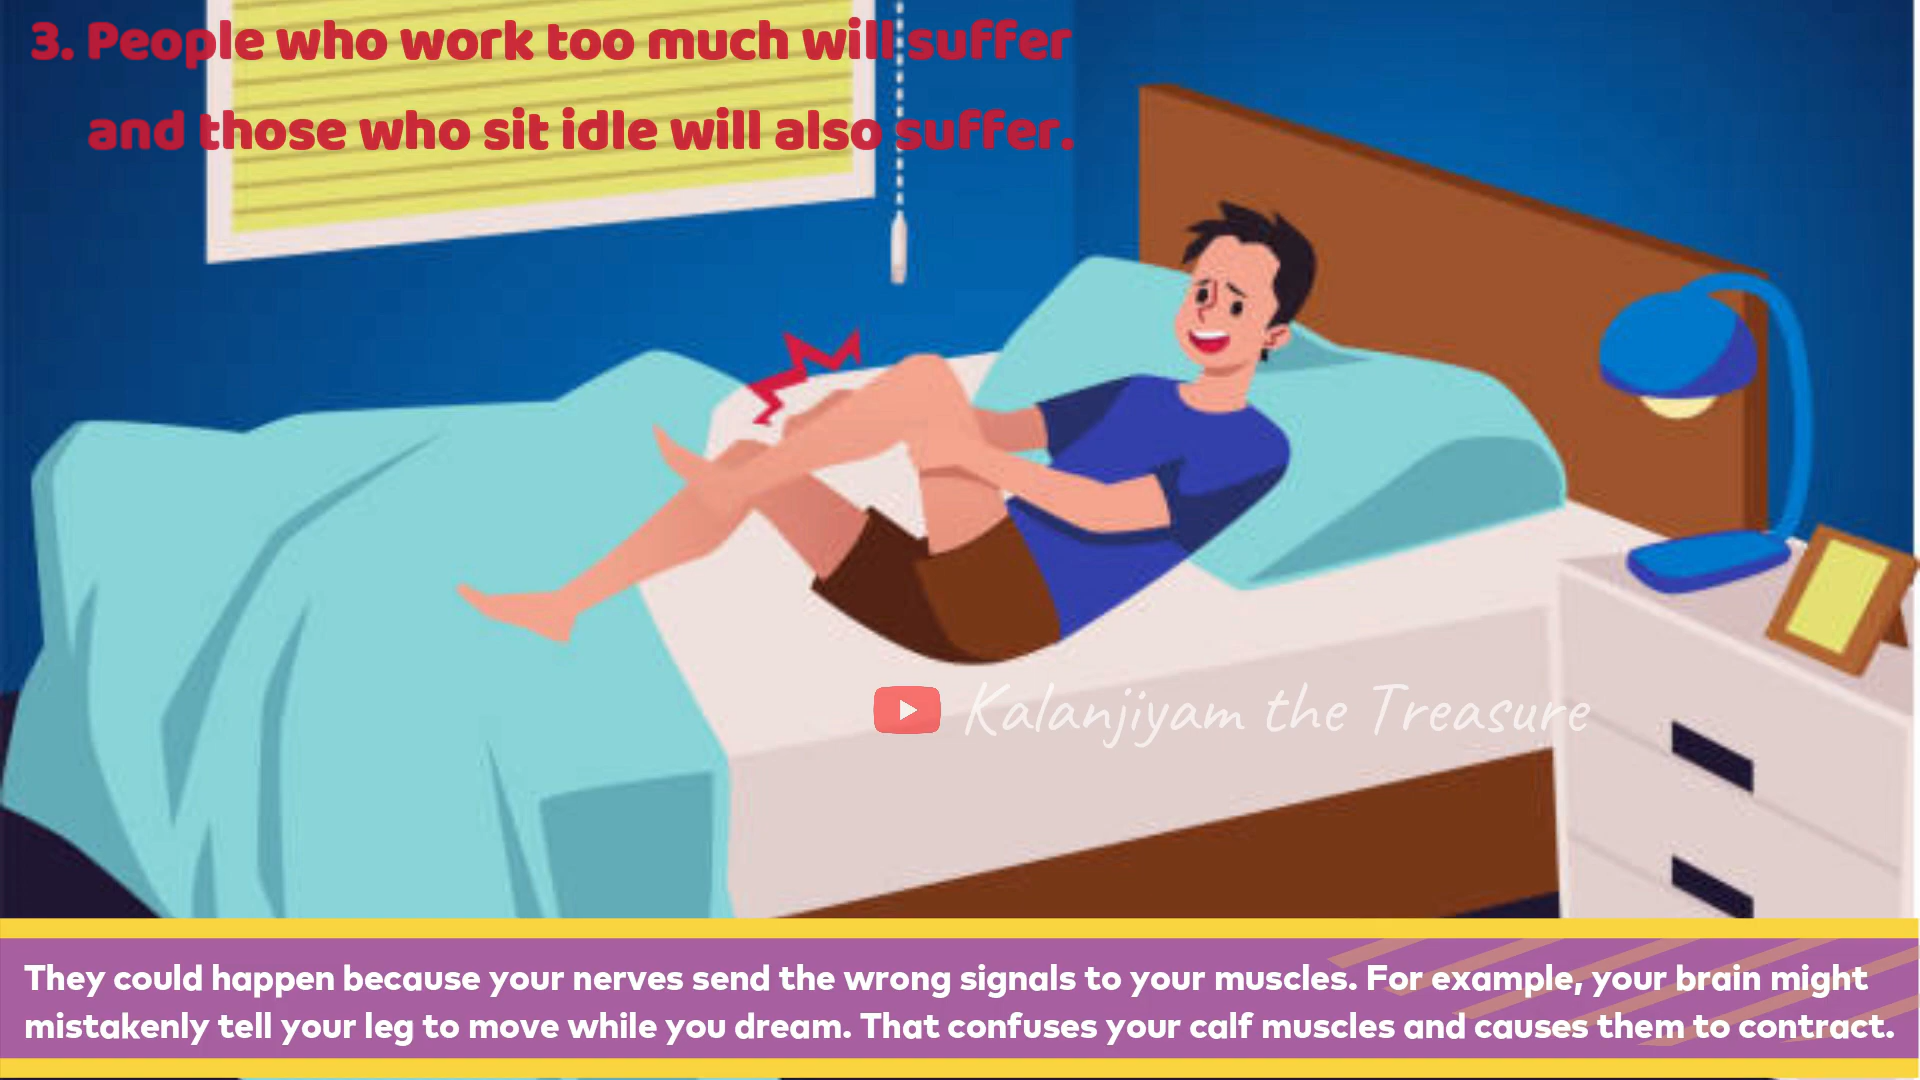 3. People who work too much will suffer
and those who sit idle will also suffer.
Kalanjiyam the Treasure
They could happen because your nerves send the wrong signals to your muscles. For example, your brain might
mistakenly tell your leg to move while you dream. That confuses your calf muscles and causes them to contract.